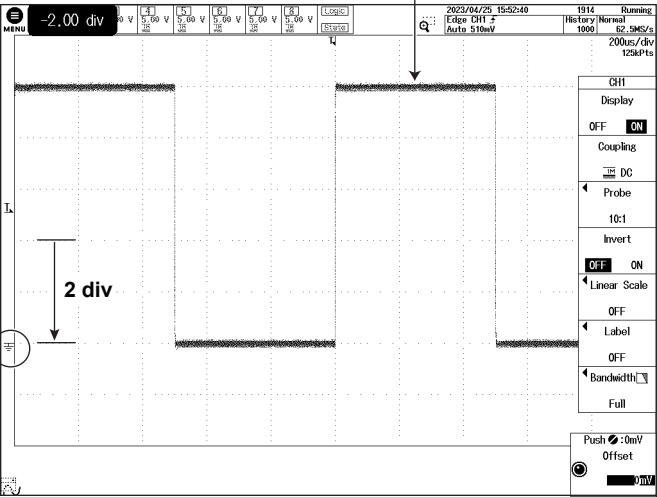 MENU
-2.00 div
00 V
4
5.00 V
5
5.00 V
6
5.00 V
7
5.00 V
8
5.00 V
Logic
State
2023/04/25 15:52:40
Edge CH1
Auto 510mV
1914
History
1000
Running
Normal
62.5MS/s
200us/div
125kPts
T
CH1
Display
OFF ON
Coupling
1M DC
Probe
10:1
Invert
OFF ON
Linear Scale
OFF
Label
OFF
Bandwidth
Full
T
2 div
Push :0mV
Offset
0mV